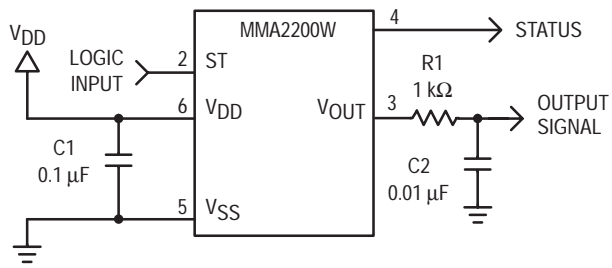 VDD
LOGIC
INPUT
2
ST
MMA2200W
4
STATUS
R1
1 kΩ
6
VDD
VOUT
3
OUTPUT
SIGNAL
C1
0.1 μF
C2
0.01 μF
5
VSS